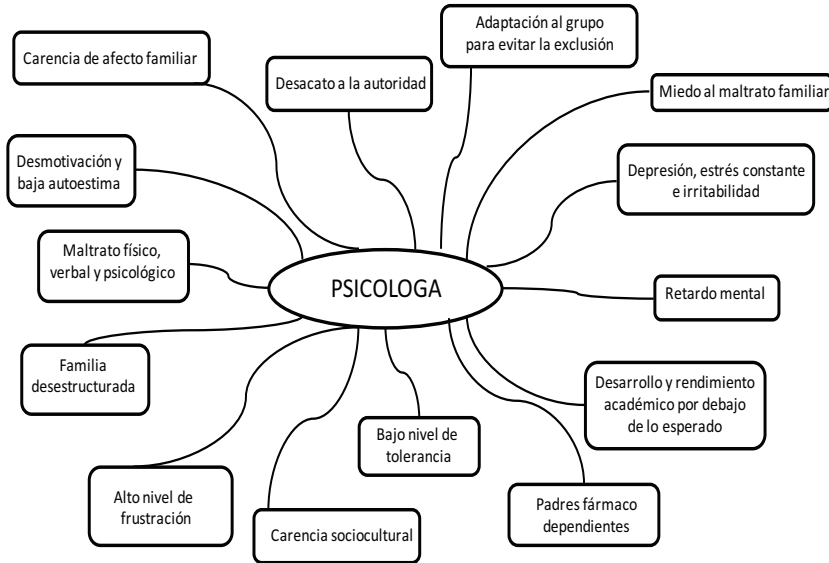 Adaptación al grupo
para evitar la exclusión
Carencia de afecto familiar
Desacato a la autoridad
Miedo al maltrato familiar
Desmotivación y
baja autoestima
Depresión, estrés constante
e irritabilidad
Maltrato físico,
verbal y psicológico
PSICOLOGA
Retardo mental
Familia
desestructurada
Desarrollo y rendimiento
académico por debajo
de lo esperado
Bajo nivel de
tolerancia
Alto nivel de
frustración
Carencia sociocultural
Padres fármaco
dependientes